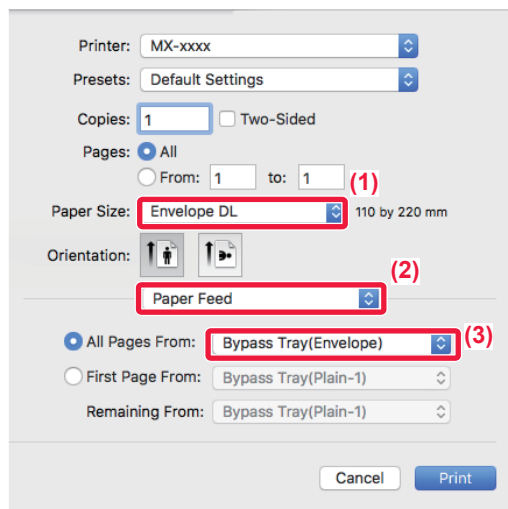 Printer: MX-xxxx
Presets: Default Settings
Copies: 1 Two-Sided
Pages: All
From: 1 to: 1
(1)
Paper Size: Envelope DL 110 by 220 mm
Orientation:
(2)
Paper Feed
(3)
All Pages From: Bypass Tray(Envelope)
First Page From: Bypass Tray(Plain-1)
Remaining From: Bypass Tray(Plain-1)
Cancel Print